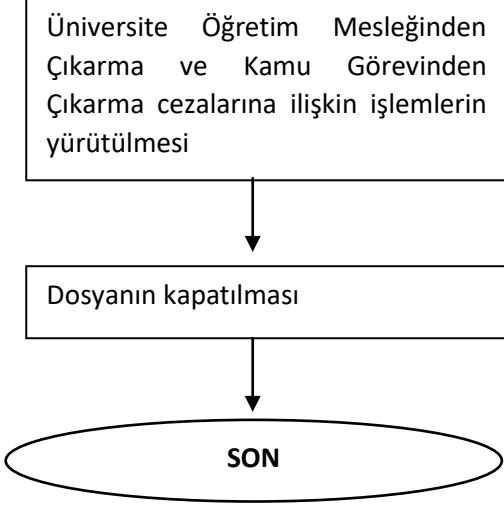 Üniversite Öğretim Mesleğinden
Çıkarma ve Kamu Görevinden
Çıkarma cezalarına ilişkin işlemlerin
yürütülmesi
Dosyanın kapatılması
SON